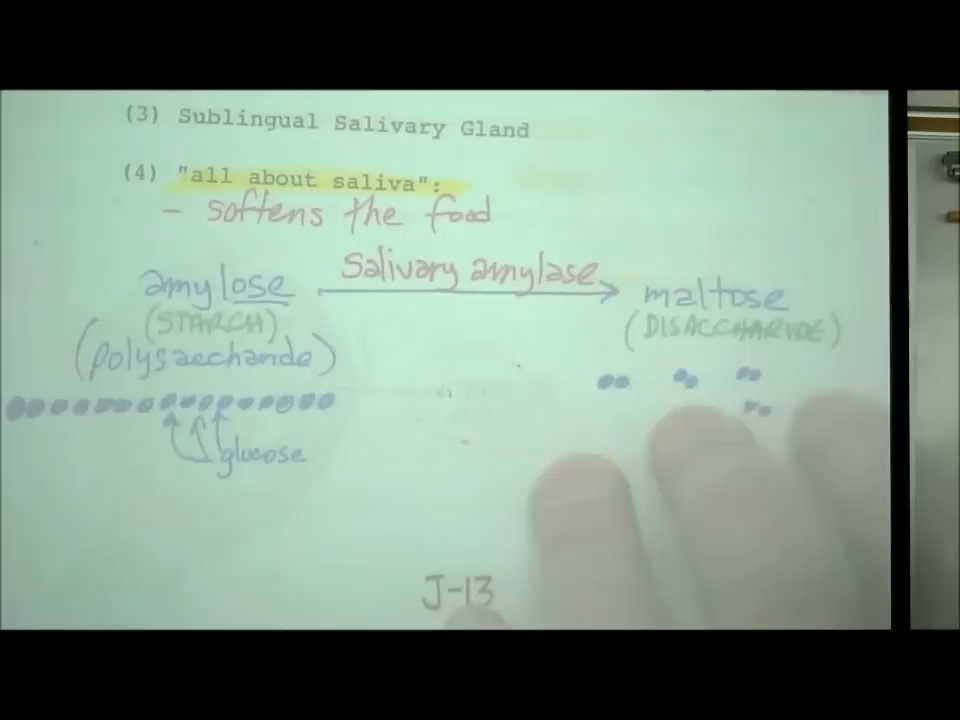 (3) Sublingual Salivary Gland
(4) "all about saliva":
- softens the food
amylose Salivary amylase maltose
(STARCH) (DISACCHARIDE)
(polysaccharide)
glucose
J-13